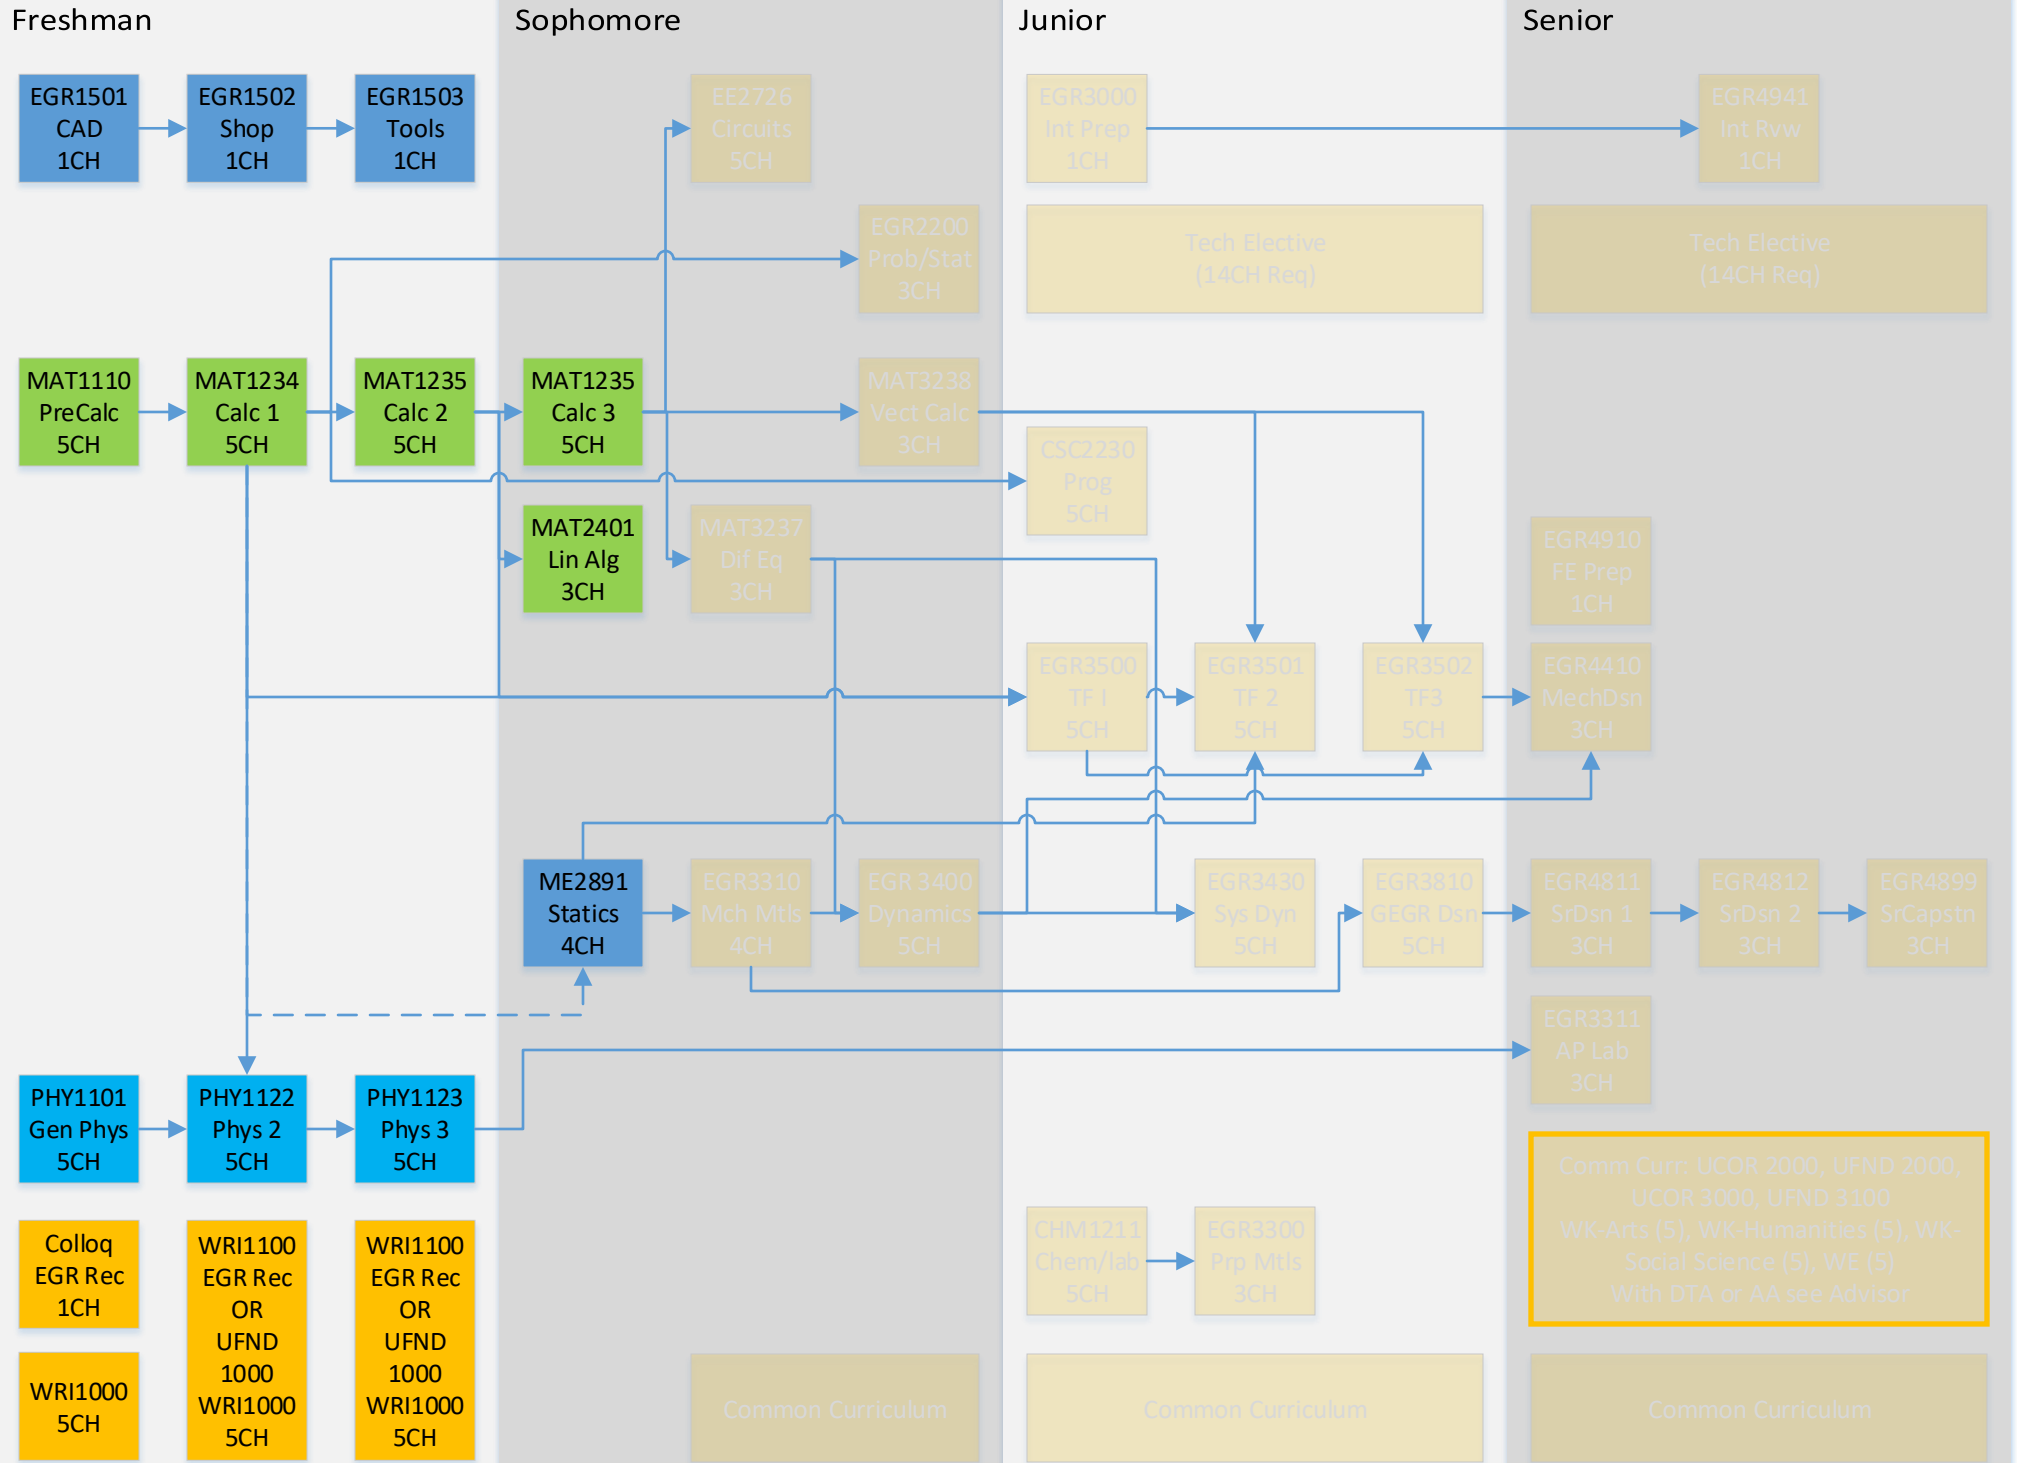 Freshman
Sophomore
Junior
Senior
EGR1501
CAD
1CH
EGR1502
Shop
1CH
EGR1503
Tools
1CH
EE2726
Circuits
5CH
EGR3000
Int Prep
1CH
EGR4941
Int Rvw
1CH
EGR2200
Prob/Stat
3CH
Tech Elective
(14CH Req)
Tech Elective
(14CH Req)
MAT1110
PreCalc
5CH
MAT1234
Calc 1
5CH
MAT1235
Calc 2
5CH
MAT1235
Calc 3
5CH
MAT3238
Vect Calc
3CH
CSC2230
Prog
5CH
MAT2401
Lin Alg
3CH
MAT3237
Dif Eq
3CH
EGR4910
FE Prep
1CH
EGR3500
TF I
5CH
EGR3501
TF 2
5CH
EGR3502
TF3
5CH
EGR4410
MechDsn
3CH
ME2891
Statics
4CH
EGR3310
Mch Mtls
4CH
EGR 3400
Dynamics
5CH
EGR3430
Sys Dyn
5CH
EGR3810
GEGR Dsn
5CH
EGR4811
SrDsn 1
3CH
EGR4812
SrDsn 2
3CH
EGR4899
SrCapstn
3CH
EGR3311
AP Lab
3CH
PHY1101
Gen Phys
5CH
PHY1122
Phys 2
5CH
PHY1123
Phys 3
5CH
Comm Curr: UCOR 2000, UFND 2000,
UCOR 3000, UFND 3100
WK-Arts (5), WK-Humanities (5), WK-
Social Science (5), WE (5)
With DTA or AA see Advisor
Colloq
EGR Rec
1CH
WRI1100
EGR Rec
OR
UFND
1000
WRI1000
5CH
WRI1100
EGR Rec
OR
UFND
1000
WRI1000
5CH
CHM1211
Chem/lab
5CH
EGR3300
Prp Mtls
3CH
WRI1000
5CH
Common Curriculum
Common Curriculum
Common Curriculum